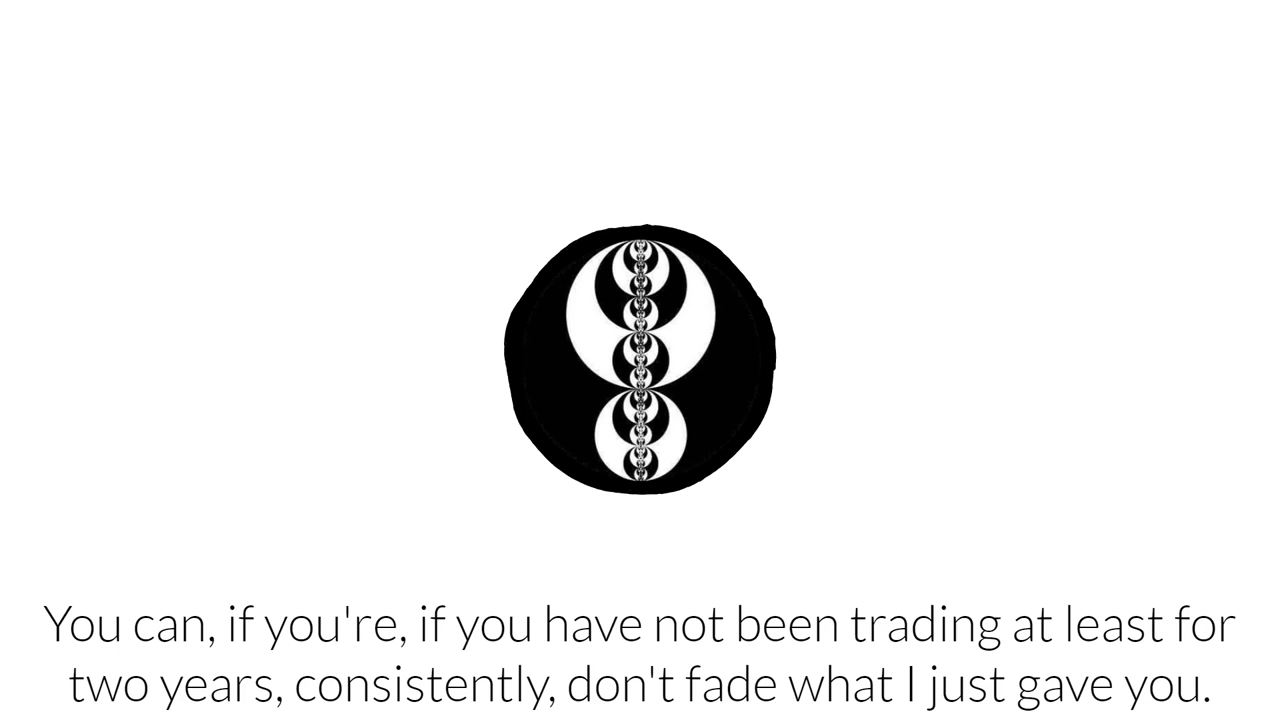 You can, if you're, if you have not been trading at least for
two years, consistently, don't fade what I just gave you.